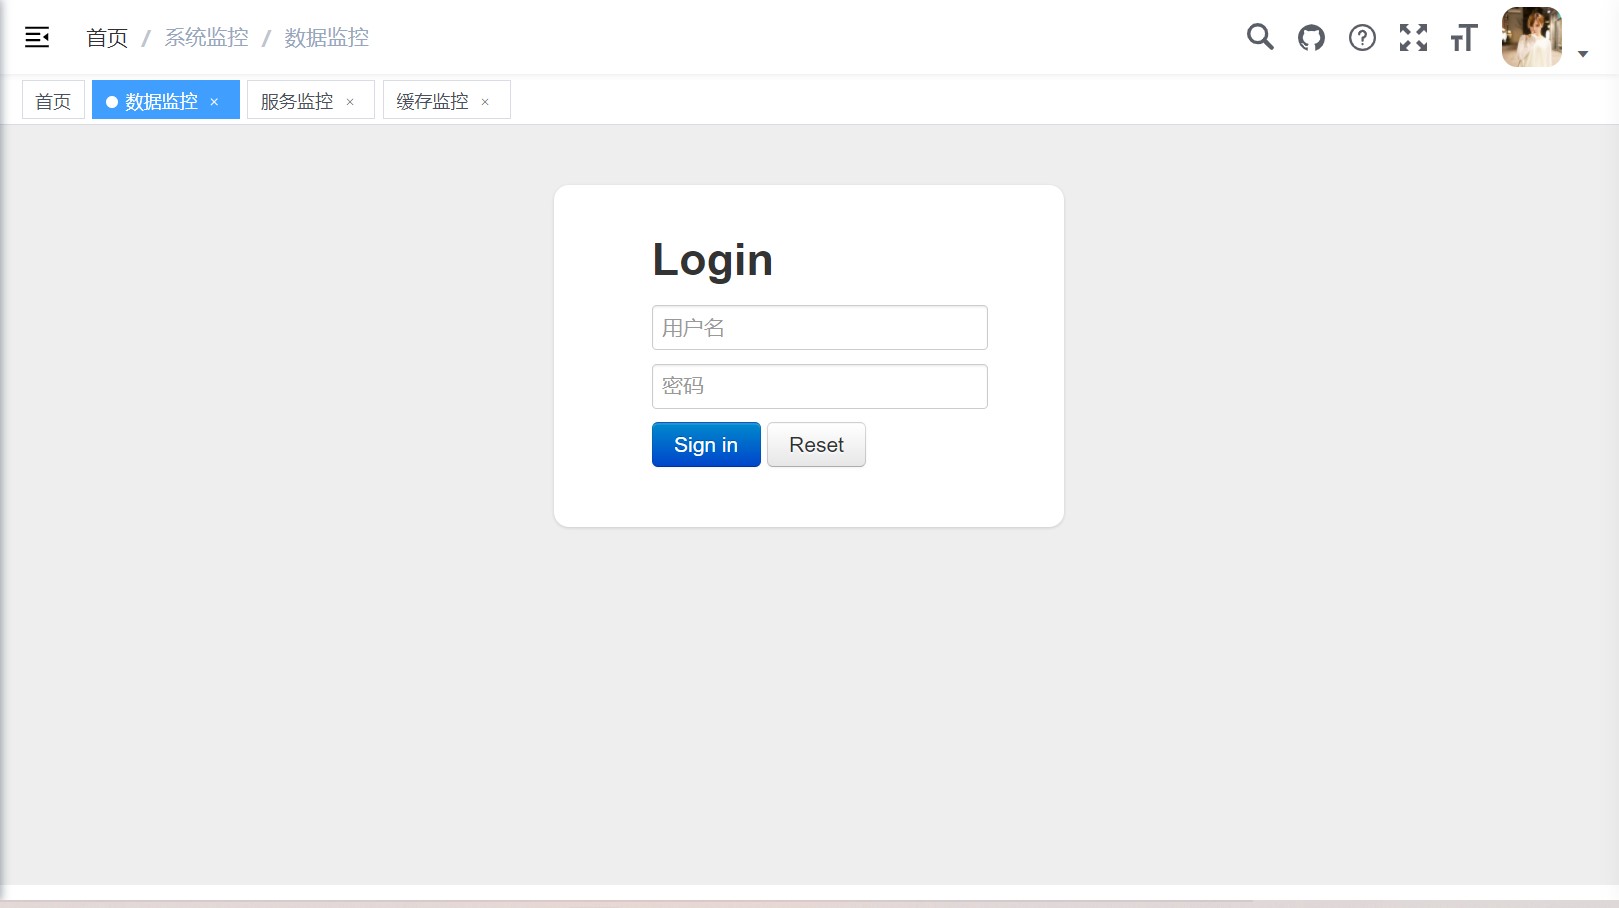 首页 / 系统监控 / 数据监控
首页 数据监控 × 服务监控 × 缓存监控 ×
Login
用户名
密码
Sign in Reset